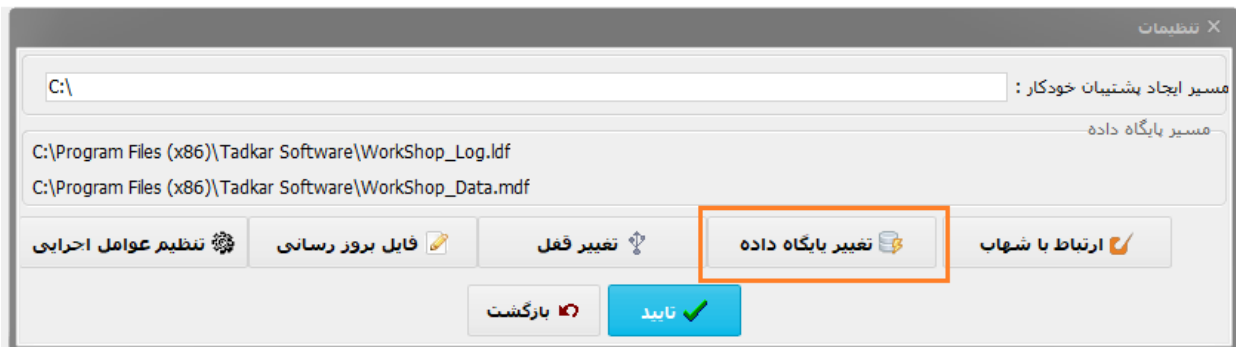 تنظیمات
مسیر ایجاد پشتیبان خودکار :
C:\
مسیر پایگاه داده
C:\Program Files (x86)\Tadkar Software\WorkShop_Log.ldf
C:\Program Files (x86)\Tadkar Software\WorkShop_Data.mdf
ارتباط با شهاب
تغییر پایگاه داده
تغییر قفل
فایل بروز رسانی
تنظیم عوامل اجرایی
تایید
بازگشت